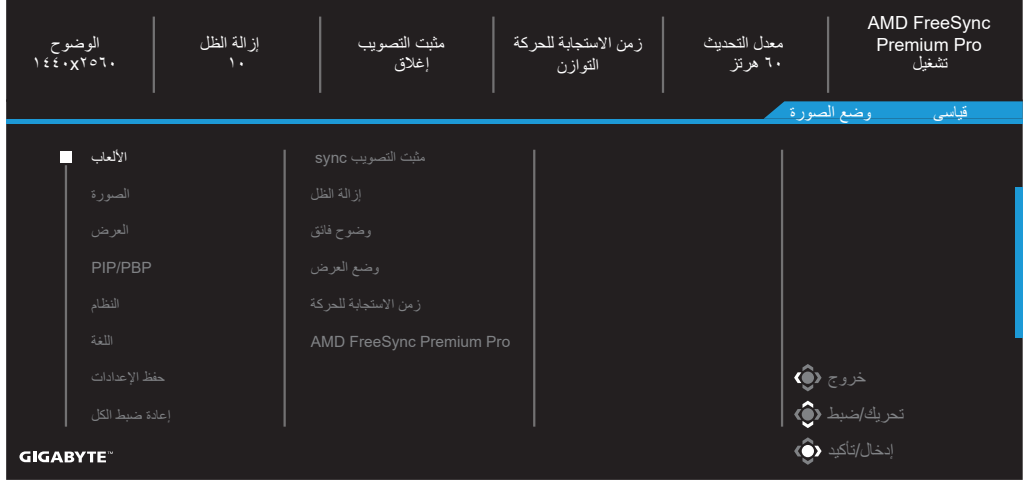 AMD FreeSync
Premium Pro
تشغيل
معدل التحديث
٦٠ هرتز
زمن الاستجابة للحركة
التوازن
مثبت التصويب
إغلاق
إزالة الظل
١٠
الوضوح
١٤٤٠x٢٥٦٠
وضع الصورة قياسى
الألعاب
الصورة
العرض
PIP/PBP
النظام
اللغة
حفظ الإعدادات
إعادة ضبط الكل
مثبت التصويب sync
إزالة الظل
وضوح فائق
وضع العرض
زمن الاستجابة للحركة
AMD FreeSync Premium Pro
خروج
تحريك/ضبط
إدخال/تأكيد
GIGABYTE™